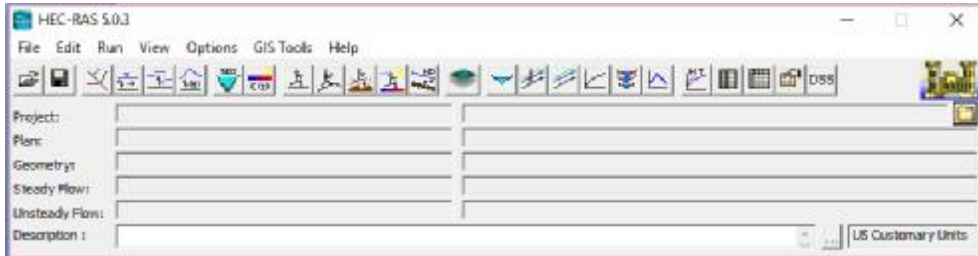 HEC-RAS 5.0.3
File Edit Run View Options GIS Tools Help
DSS
Project:
Plan:
Geometry:
Steady Flow:
Unsteady Flow:
Description : US Customary Units